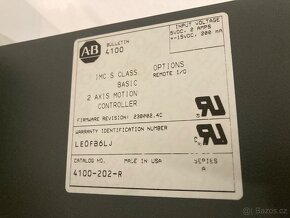 A-B
BULLETIN
4100
INPUT VOLTAGE
5VDC, 2 AMPS
+-15VDC, 200 mA
IMC S CLASS
BASIC
2 AXIS MOTION
CONTROLLER
OPTIONS
REMOTE I/O
FIRMWARE REVISION: 230002.4C
WARRANTY IDENTIFICATION NUMBER
LE0FB6LJ
CATALOG NO.
MADE IN USA
SERIES
4100-202-R
A